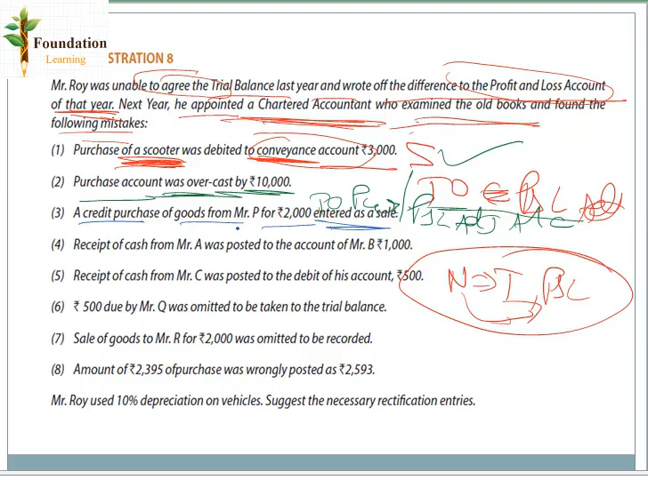 Foundation
Learning
STRATION 8
Mr. Roy was unable to agree the Trial Balance last year and wrote off the difference to the Profit and Loss Account
of that year. Next Year, he appointed a Chartered Accountant who examined the old books and found the
following mistakes:
(1) Purchase of a scooter was debited to conveyance account ₹3,000.
(2) Purchase account was over-cast by ₹10,000.
(3) A credit purchase of goods from Mr. P for ₹2,000 entered as a sale.
(4) Receipt of cash from Mr. A was posted to the account of Mr. B ₹1,000.
(5) Receipt of cash from Mr. C was posted to the debit of his account, ₹500.
(6) ₹ 500 due by Mr. Q was omitted to be taken to the trial balance.
(7) Sale of goods to Mr. R for ₹2,000 was omitted to be recorded.
(8) Amount of ₹2,395 ofpurchase was wrongly posted as ₹2,593.
Mr. Roy used 10% depreciation on vehicles. Suggest the necessary rectification entries.